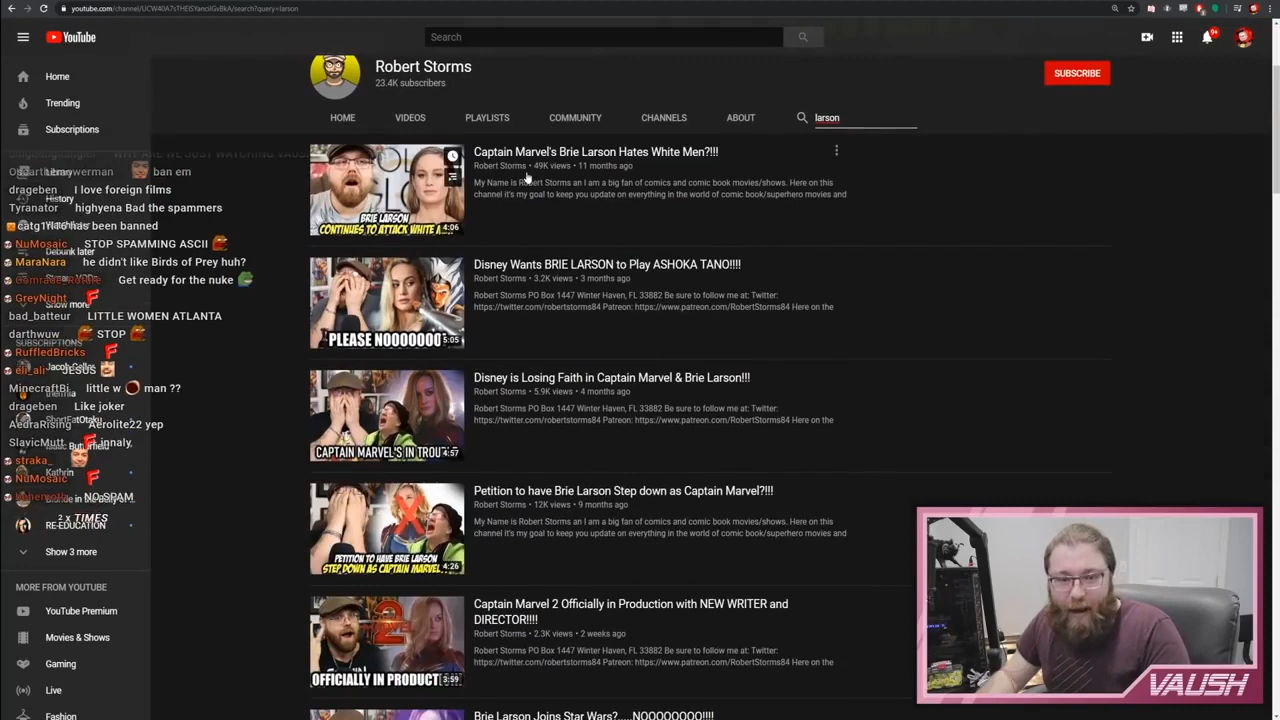 youtube.com/channel/UCW40A7sTHEISYanciIGvBkA/search?query=larson
YouTube
Search
9+
Home
Trending
Subscriptions
Library
History
Debunk later
Show more
SUBSCRIPTIONS
Kathrin
RE-EDUCATION
Show 3 more
MORE FROM YOUTUBE
YouTube Premium
Movies & Shows
Gaming
Live
Fashion
ban em
drageben I love foreign films
Tyranator highyena Bad the spammers
has been banned
NuMosaic STOP SPAMMING ASCII
MaraNara he didn't like Birds of Prey huh?
Get ready for the nuke
GreyNight
bad_batteur LITTLE WOMEN ATLANTA
darthwuw STOP
RuffledBricks
MinecraftBi little w man ??
drageben Like joker
Aerolite22 yep
SlavicMutt
straka_
NuMosaic
NO SPAM
2 x TIMES
Robert Storms
23.4K subscribers
SUBSCRIBE
HOME
VIDEOS
PLAYLISTS
COMMUNITY
CHANNELS
ABOUT
larson
BRIE LARSON
CONTINUES TO ATTACK WHITE M
4:06
Captain Marvel's Brie Larson Hates White Men?!!!
Robert Storms • 49K views • 11 months ago
My Name is Robert Storms an I am a big fan of comics and comic book movies/shows. Here on this
channel it's my goal to keep you update on everything in the world of comic book/superhero movies and
PLEASE NOOOOOOO
5:05
Disney Wants BRIE LARSON to Play ASHOKA TANO!!!!
Robert Storms • 3.2K views • 3 months ago
Robert Storms PO Box 1447 Winter Haven, FL 33882 Be sure to follow me at: Twitter:
https://twitter.com/robertstorms84 Patreon: https://www.patreon.com/RobertStorms84 Here on the
CAPTAIN MARVEL'S IN TROU
4:57
Disney is Losing Faith in Captain Marvel & Brie Larson!!!
Robert Storms • 5.9K views • 4 months ago
Robert Storms PO Box 1447 Winter Haven, FL 33882 Be sure to follow me at: Twitter:
https://twitter.com/robertstorms84 Patreon: https://www.patreon.com/RobertStorms84 Here on the
PETITION TO HAVE BRIE LARSON
STEP DOWN AS CAPTAIN MARVEL
4:26
Petition to have Brie Larson Step down as Captain Marvel?!!!
Robert Storms • 12K views • 9 months ago
My Name is Robert Storms an I am a big fan of comics and comic book movies/shows. Here on this
channel it's my goal to keep you update on everything in the world of comic book/superhero movies and
2
OFFICIALLY IN PRODUCT
3:59
Captain Marvel 2 Officially in Production with NEW WRITER and
DIRECTOR!!!!
Robert Storms • 2.3K views • 2 weeks ago
Robert Storms PO Box 1447 Winter Haven, FL 33882 Be sure to follow me at: Twitter:
https://twitter.com/robertstorms84 Patreon: https://www.patreon.com/RobertStorms84 Here on the
Brie Larson Joins Star Wars?.....NOOOOOOOO!!!!
VAUSH